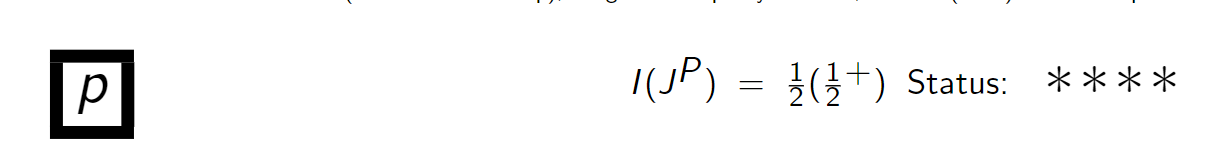 p I(J^P) = 1/2(1/2^+) Status: ∗∗∗∗